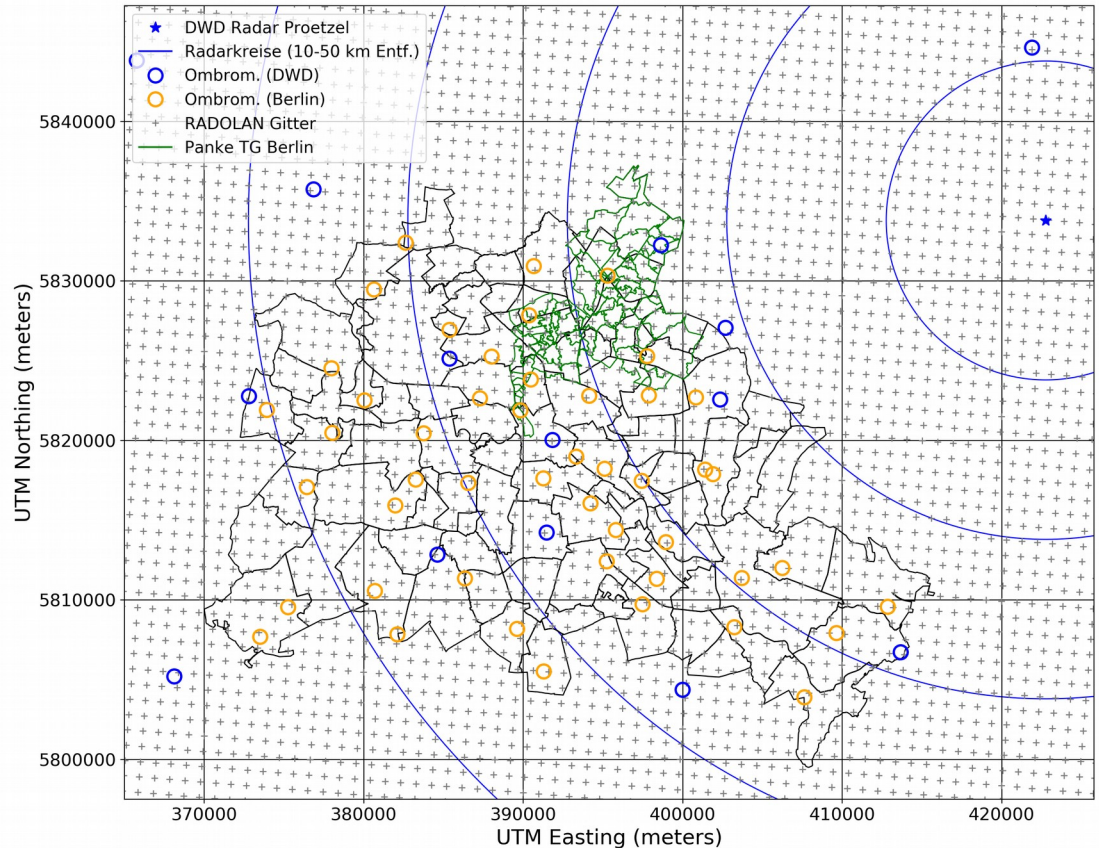 DWD Radar Proetzel
Radarkreise (10-50 km Entf.)
Ombrom. (DWD)
Ombrom. (Berlin)
RADOLAN Gitter
Panke TG Berlin
5840000
5830000
5820000
5810000
5800000
UTM Northing (meters)
370000 380000 390000 400000 410000 420000
UTM Easting (meters)